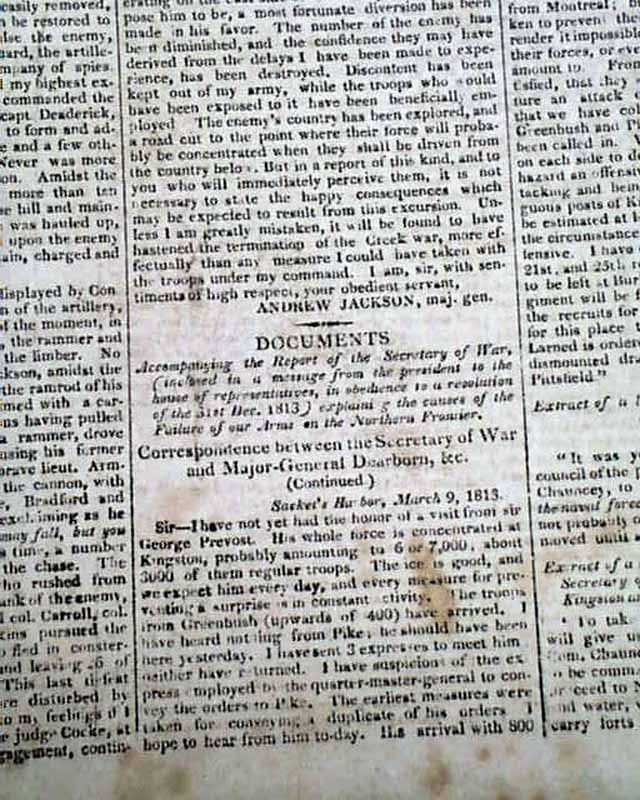 easily removed, or
be restored to
ulse the enemy,
uard, the artille-
mpany of spies.
my highest ex-
commanded the
capt Deaderick,
to form and ad-
e and a few oth-
Never was more
on. Amidst the
more than ten
e hill and main-
was hauled up,
upon the enemy
ain, charged and
displayed by Con
n of the artillery,
of the moment, in
, the rammer and
the limber. No
kson, amidst the
the ramrod of his
imed with a car-
ns having pulled
a rammer, drove
using his former
brave lieut. Arm-
the cannon, with
e, Bradford and
exclaiming as he
may fall, but you
s time, a number
the chase. The
ho rushed from
ank of the enemy,
l col. Carroll, col.
ins pursued the
o fled in conster-
and leaving 26 of
This last defeat
ere disturbed by
to my feelings if I
e judge Cocke, at
gagement, contin-
pose him to be, a most fortunate diversion has been
made in his favor. The number of the enemy has
be n diminished, and the confidence they may have
derived from the delays I have been made to expe-
rience, has been destroyed. Discontent has been
kept out of my army, while the troops who would
have been exposed to it have been beneficially em-
ployed The enemy's country has been explored, and
a road cut to the point where their force will proba-
bly be concentrated when they shall be driven from
the country belo . But in a report of this kind, and to
you who will immediately perceive them, it is not
necessary to state the happy consequences which
may be expected to result from this excursion. Un-
less I am greatly mistaken, it will be found to have
hastened the termination of the Creek war, more ef-
fectually than any measure I could have taken with
the troops under my command. I am, sir, with sen-
timents of high respect, your obedient servant,
ANDREW JACKSON, maj. gen.
DOCUMENTS
Accompanying the Report of the Secretary of War,
(inclosed in a message from the president to the
house of representatives, in obedience to a resolution
of the 31st Dec. 1813) explaini g the causes of the
Failure of our Arms on the Northern Frontier.
Correspondence between the Secretary of War
and Major-General Dearborn, &c.
(Continued)
Sacket's Harbor, March 9, 1813.
Sir—I have not yet had the honor of a visit from sir
George Prevost. His whole force is concentrated at
Kingston, probably amounting to 6 or 7,000, about
3000 of them regular troops. The ice is good, and
we expect him every day, and every measure for pre-
venting a surprise is in constant ctivity. The troops
from Greenbush (upwards of 400) have arrived. I
have heard nothing from Pike; he should have been
here yesterday. I have sent 3 expresses to meet him
neither have returned. I have suspicions of the ex
press employed by the quarter-master-general to con-
vey the orders to Pike. The earliest measures were
taken for conveying a duplicate of his orders I
hope to hear from him to-day. His arrival with 800
from Montreal;
ken to prevent the
render it impossible
their forces, or ev
amount to. From
tisfied, that they
ture an attack
that we have co
Greenbush and P
been called in. V
on each side to d
hazard an offensi
tacking and bein
guous posts of Ki
be estimated at l
the circumstance
lensive. I have
21st, and 25th r
to be left at Bur
giment will be
the recruits for
for this place
Larned is ordere
dismounted dra
Pittsfield."
Extract of a l
"It was y
council of the p
Chauncey, to
the naval force
not probably
moved until
Extract of a
Secretary
Kingston a
To tak
will give u
Com. Chaun
be comm
ceed to
and water,
carry forts